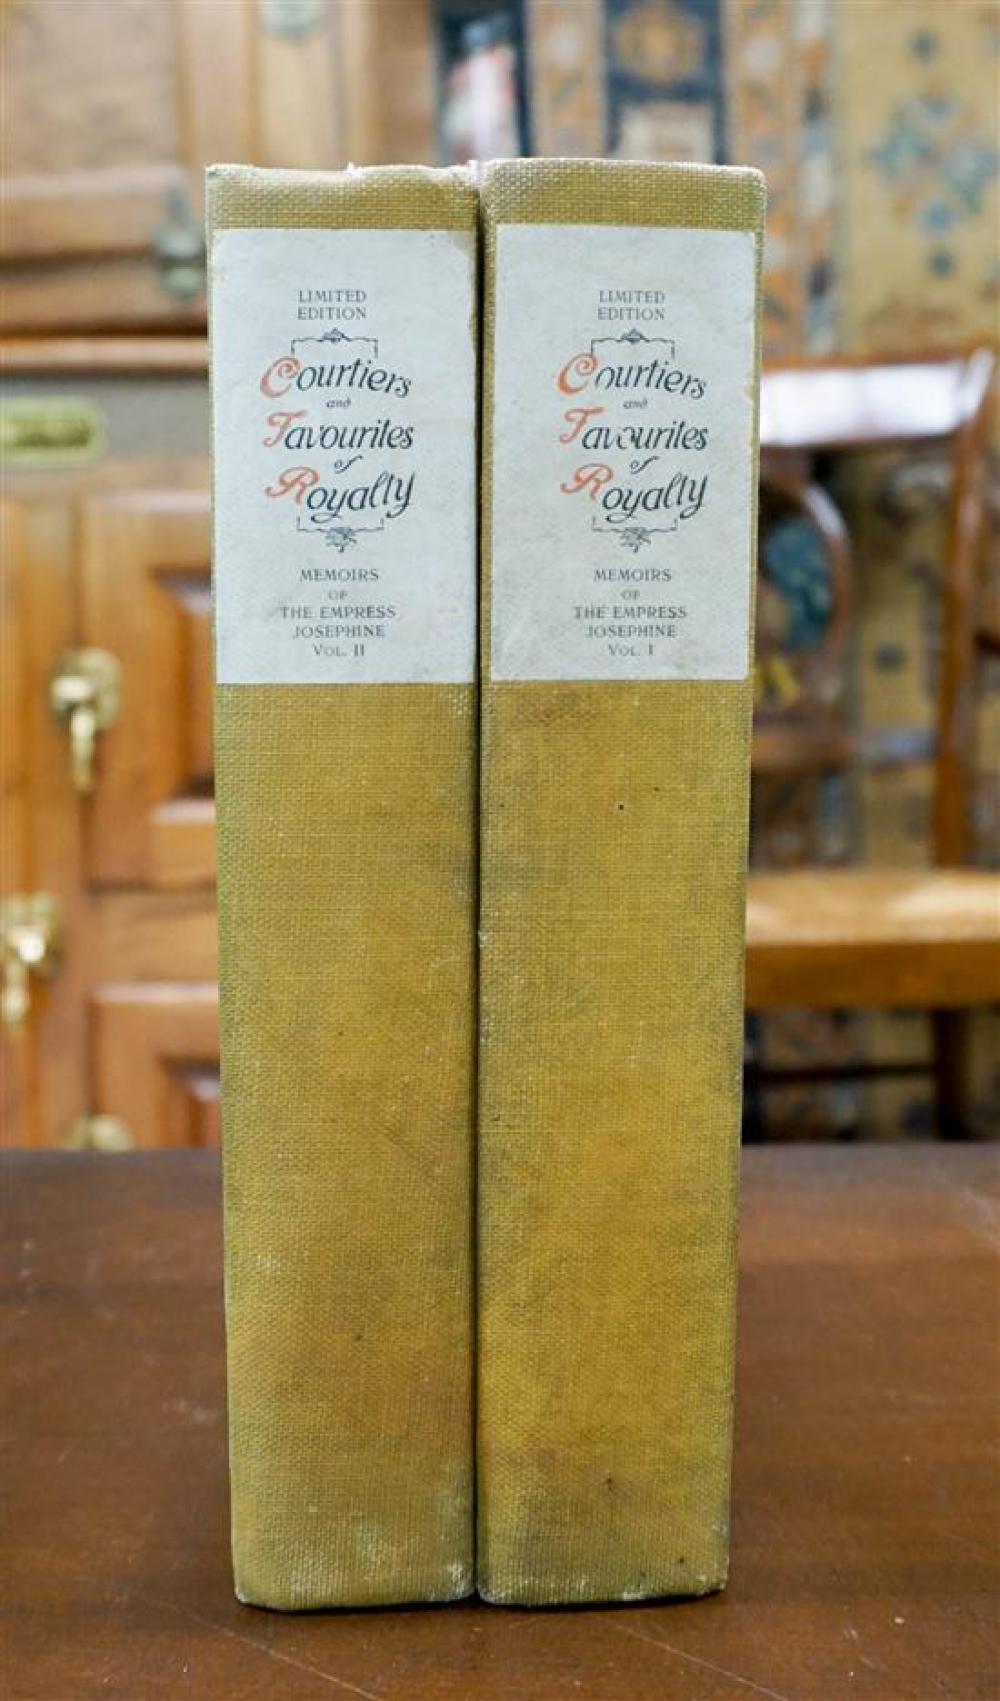 LIMITED
EDITION
Courtiers
and
Favourites
of
Royalty
MEMOIRS
OF
THE EMPRESS
JOSEPHINE
VOL. II
LIMITED
EDITION
Courtiers
and
Favourites
of
Royalty
MEMOIRS
OF
THE EMPRESS
JOSEPHINE
VOL. I